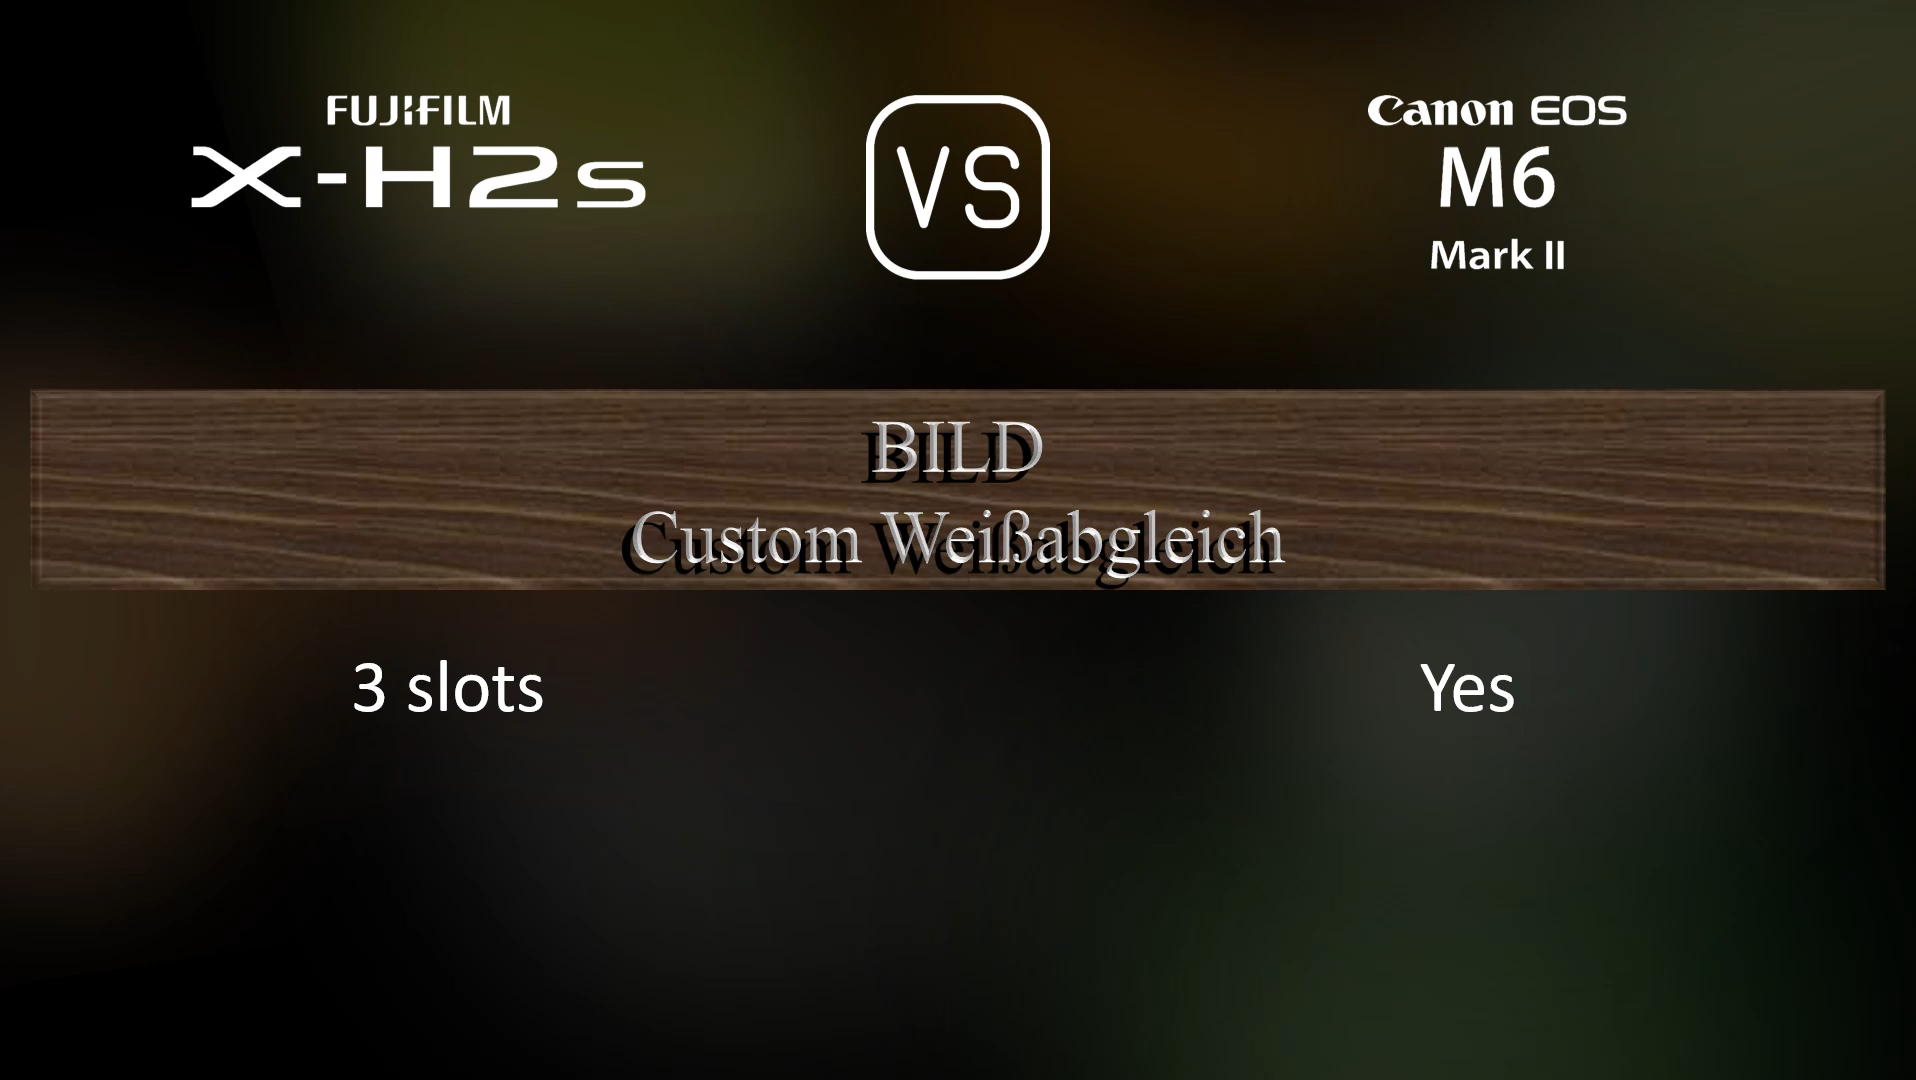 FUJIFILM
X-H2s
VS
Canon EOS
M6
Mark II
BILD
Custom Weißabgleich
3 slots
Yes